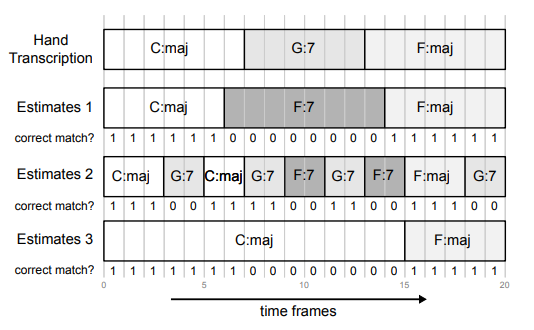 Hand
Transcription
C:maj G:7 F:maj
Estimates 1 C:maj F:7 F:maj
correct match? 1 1 1 1 1 1 0 0 0 0 0 0 0 0 1 1 1 1 1 1
Estimates 2 C:maj G:7 C:maj G:7 F:7 G:7 F:7 F:maj G:7
correct match? 1 1 1 0 0 1 1 1 1 0 0 1 1 0 0 1 1 1 0 0
Estimates 3 C:maj F:maj
correct match? 1 1 1 1 1 1 1 0 0 0 0 0 0 0 0 1 1 1 1 1
0 5 10 15 20
time frames